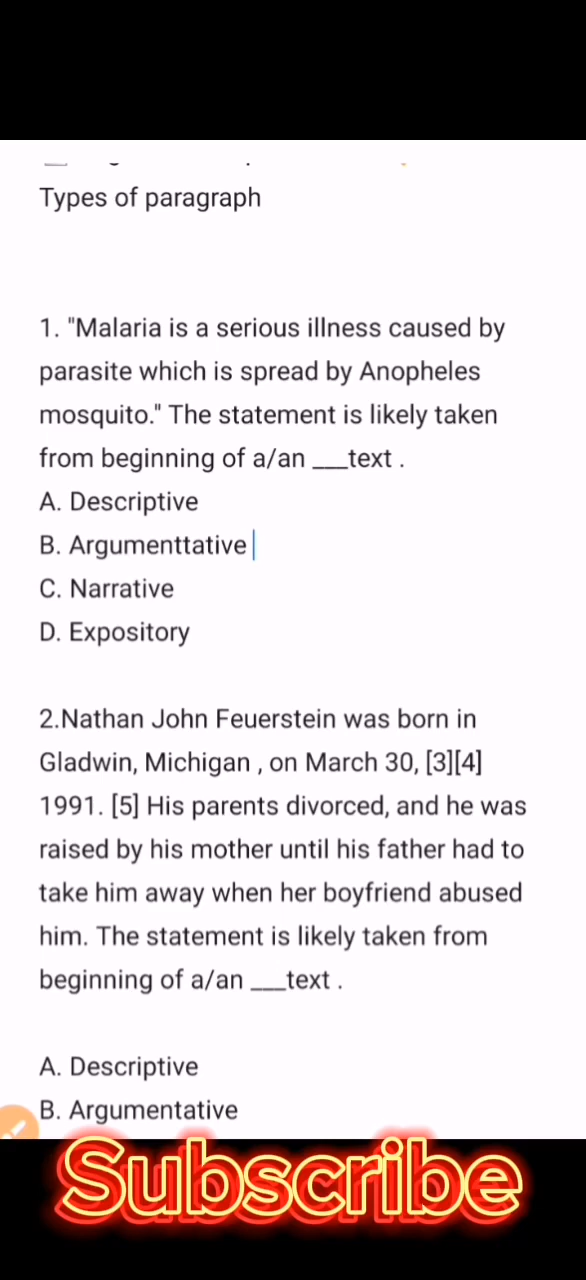 Types of paragraph
1. "Malaria is a serious illness caused by
parasite which is spread by Anopheles
mosquito." The statement is likely taken
from beginning of a/an ___text .
A. Descriptive
B. Argumenttative
C. Narrative
D. Expository
2.Nathan John Feuerstein was born in
Gladwin, Michigan , on March 30, [3][4]
1991. [5] His parents divorced, and he was
raised by his mother until his father had to
take him away when her boyfriend abused
him. The statement is likely taken from
beginning of a/an ___text .
A. Descriptive
B. Argumentative
Subscribe